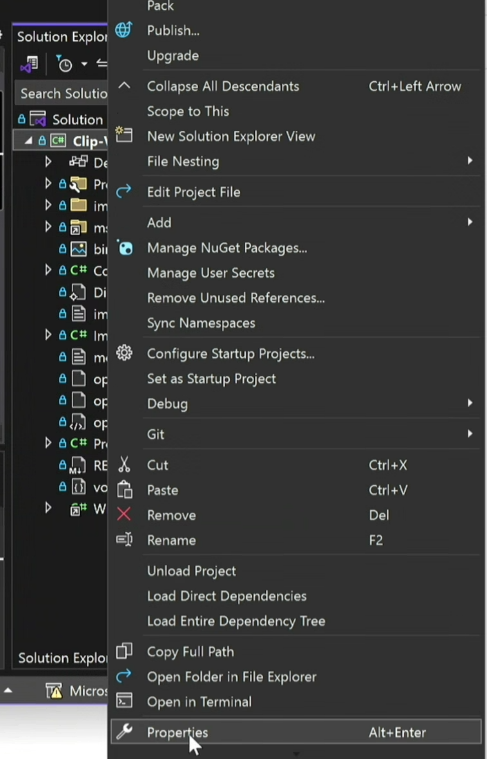 Pack
Solution Explor
Publish...
Upgrade
Collapse All Descendants Ctrl+Left Arrow
Search Solutio
Scope to This
Solution
New Solution Explorer View
Clip-V
File Nesting
De
Pr
Edit Project File
im
Add
ms
Manage NuGet Packages...
bin
Manage User Secrets
C# Co
Remove Unused References...
Di
Sync Namespaces
im
C# Im
Configure Startup Projects...
me
Set as Startup Project
op
Debug
op
op
Git
C# Pr
Cut Ctrl+X
RE
Paste Ctrl+V
vo
Remove Del
W
Rename F2
Unload Project
Load Direct Dependencies
Load Entire Dependency Tree
Copy Full Path
Solution Explor
Open Folder in File Explorer
Micros
Open in Terminal
Properties Alt+Enter